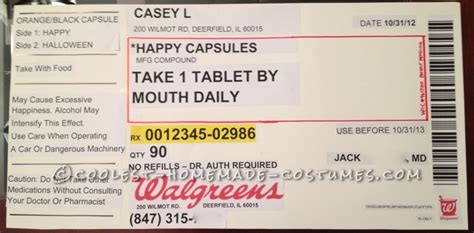 ORANGE/BLACK CAPSULE
Side 1: HAPPY
Side 2: HALLOWEEN
Take With Food
May Cause Excessive
Happiness. Alcohol May
Intensify This Effect.
Use Care When Operating
A Car Or Dangerous Machinery
Caution: Do Not Take Other
Medications Without Consulting
Your Doctor Or Pharmacist
CASEY L
200 WILMOT RD. DEERFIELD, IL 60015
DATE 10/31/12
*HAPPY CAPSULES
MFG COMPOUND
TAKE 1 TABLET BY
MOUTH DAILY
RX 0012345-02986
QTY 90
NO REFILLS - DR. AUTH REQUIRED
USE BEFORE 10/31/13
JACK MD
COOLEST-HOMEMADE-COSTUMES.COM
Walgreens
200 WILMOT RD. DEERFIELD, IL 60015
(847) 315-